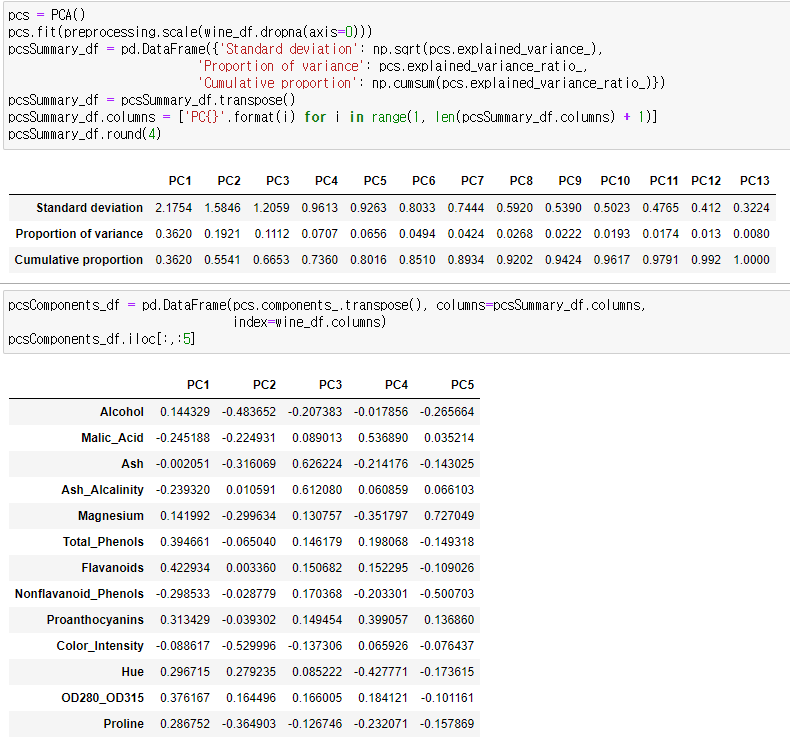 pcs = PCA()
pcs.fit(preprocessing.scale(wine_df.dropna(axis=0)))
pcsSummary_df = pd.DataFrame({'Standard deviation': np.sqrt(pcs.explained_variance_),
'Proportion of variance': pcs.explained_variance_ratio_,
'Cumulative proportion': np.cumsum(pcs.explained_variance_ratio_)})
pcsSummary_df = pcsSummary_df.transpose()
pcsSummary_df.columns = ['PC{}'.format(i) for i in range(1, len(pcsSummary_df.columns) + 1)]
pcsSummary_df.round(4)
PC1 PC2 PC3 PC4 PC5 PC6 PC7 PC8 PC9 PC10 PC11 PC12 PC13
Standard deviation 2.1754 1.5846 1.2059 0.9613 0.9263 0.8033 0.7444 0.5920 0.5390 0.5023 0.4765 0.412 0.3224
Proportion of variance 0.3620 0.1921 0.1112 0.0707 0.0656 0.0494 0.0424 0.0268 0.0222 0.0193 0.0174 0.013 0.0080
Cumulative proportion 0.3620 0.5541 0.6653 0.7360 0.8016 0.8510 0.8934 0.9202 0.9424 0.9617 0.9791 0.992 1.0000
pcsComponents_df = pd.DataFrame(pcs.components_.transpose(), columns=pcsSummary_df.columns,
index=wine_df.columns)
pcsComponents_df.iloc[:,:5]
PC1 PC2 PC3 PC4 PC5
Alcohol 0.144329 -0.483652 -0.207383 -0.017856 -0.265664
Malic_Acid -0.245188 -0.224931 0.089013 0.536890 0.035214
Ash -0.002051 -0.316069 0.626224 -0.214176 -0.143025
Ash_Alcalinity -0.239320 0.010591 0.612080 0.060859 0.066103
Magnesium 0.141992 -0.299634 0.130757 -0.351797 0.727049
Total_Phenols 0.394661 -0.065040 0.146179 0.198068 -0.149318
Flavanoids 0.422934 0.003360 0.150682 0.152295 -0.109026
Nonflavanoid_Phenols -0.298533 -0.028779 0.170368 -0.203301 -0.500703
Proanthocyanins 0.313429 -0.039302 0.149454 0.399057 0.136860
Color_Intensity -0.088617 -0.529996 -0.137306 0.065926 -0.076437
Hue 0.296715 0.279235 0.085222 -0.427771 -0.173615
OD280_OD315 0.376167 0.164496 0.166005 0.184121 -0.101161
Proline 0.286752 -0.364903 -0.126746 -0.232071 -0.157869